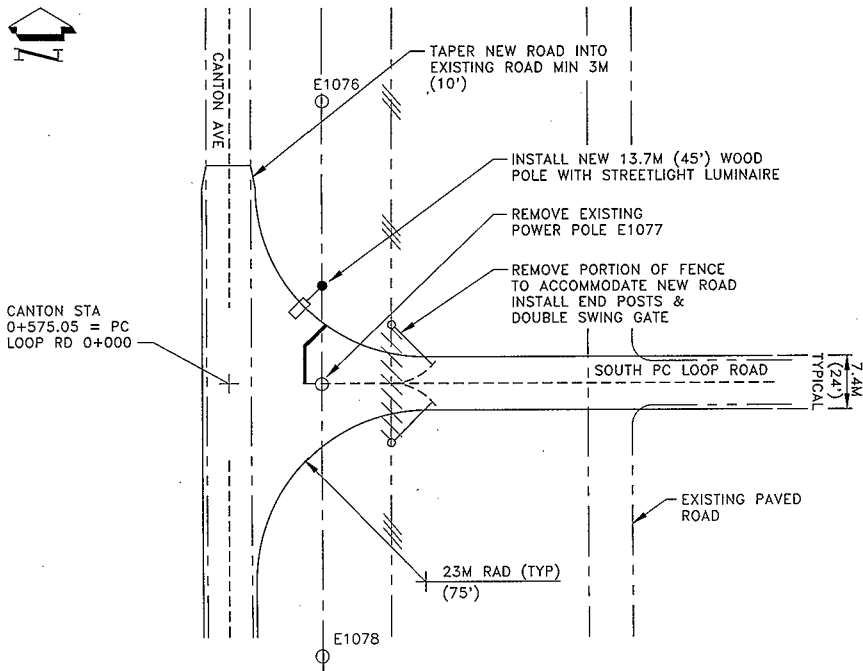 N
CANTON AVE
E1076
TAPER NEW ROAD INTO
EXISTING ROAD MIN 3M
(10')
INSTALL NEW 13.7M (45') WOOD
POLE WITH STREETLIGHT LUMINAIRE
REMOVE EXISTING
POWER POLE E1077
REMOVE PORTION OF FENCE
TO ACCOMMODATE NEW ROAD
INSTALL END POSTS &
DOUBLE SWING GATE
CANTON STA
0+575.05 = PC
LOOP RD 0+000
SOUTH PC LOOP ROAD
7.4M
(24')
TYPICAL
EXISTING PAVED
ROAD
23M RAD (TYP)
(75')
E1078